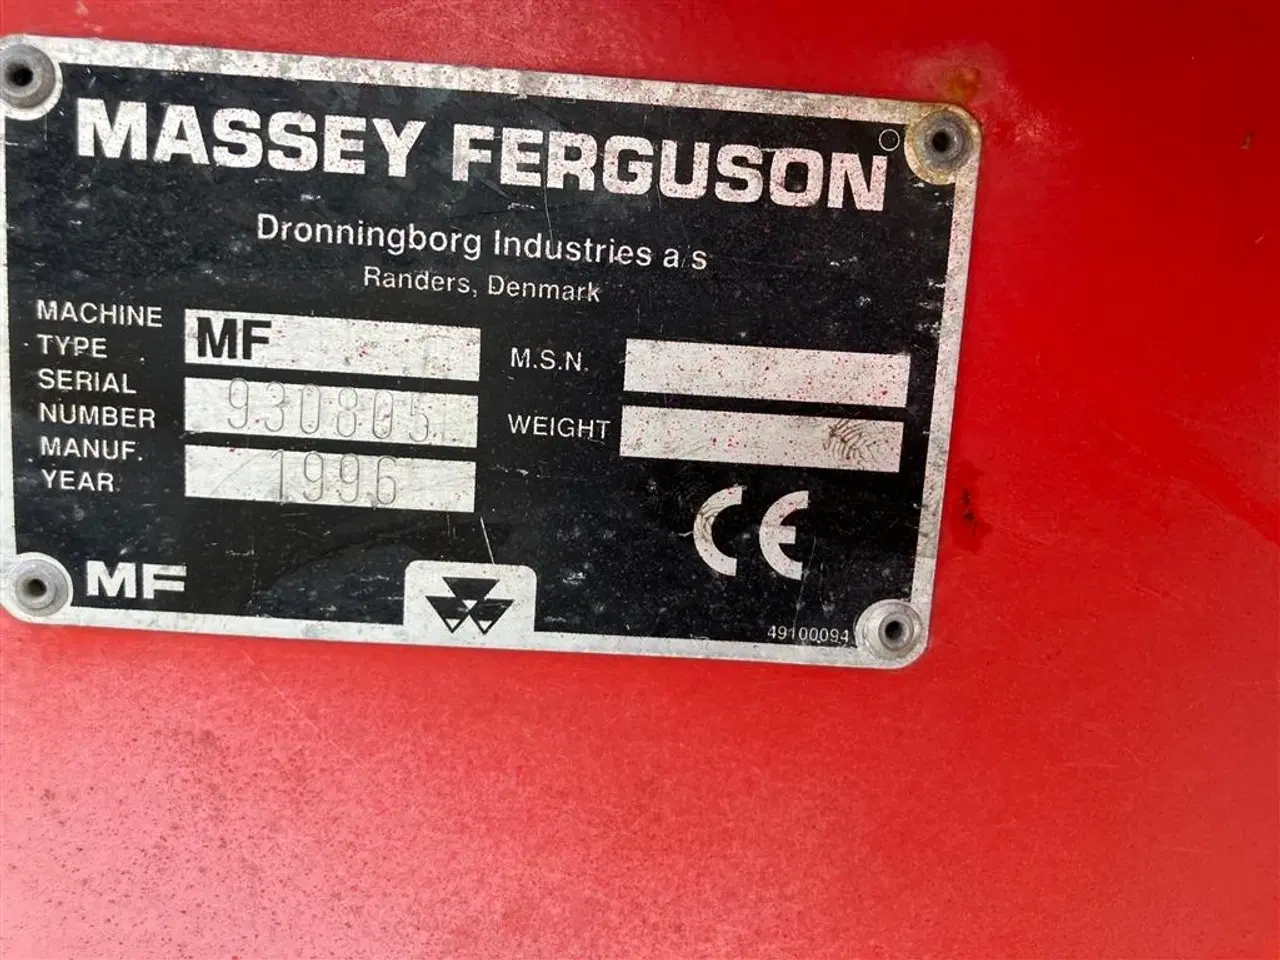 MASSEY FERGUSON
Dronningborg Industries a/s
Randers, Denmark
MACHINE
TYPE
MF
M.S.N.
SERIAL
NUMBER
930805
WEIGHT
MANUF.
YEAR
1996
CE
MF
49100094